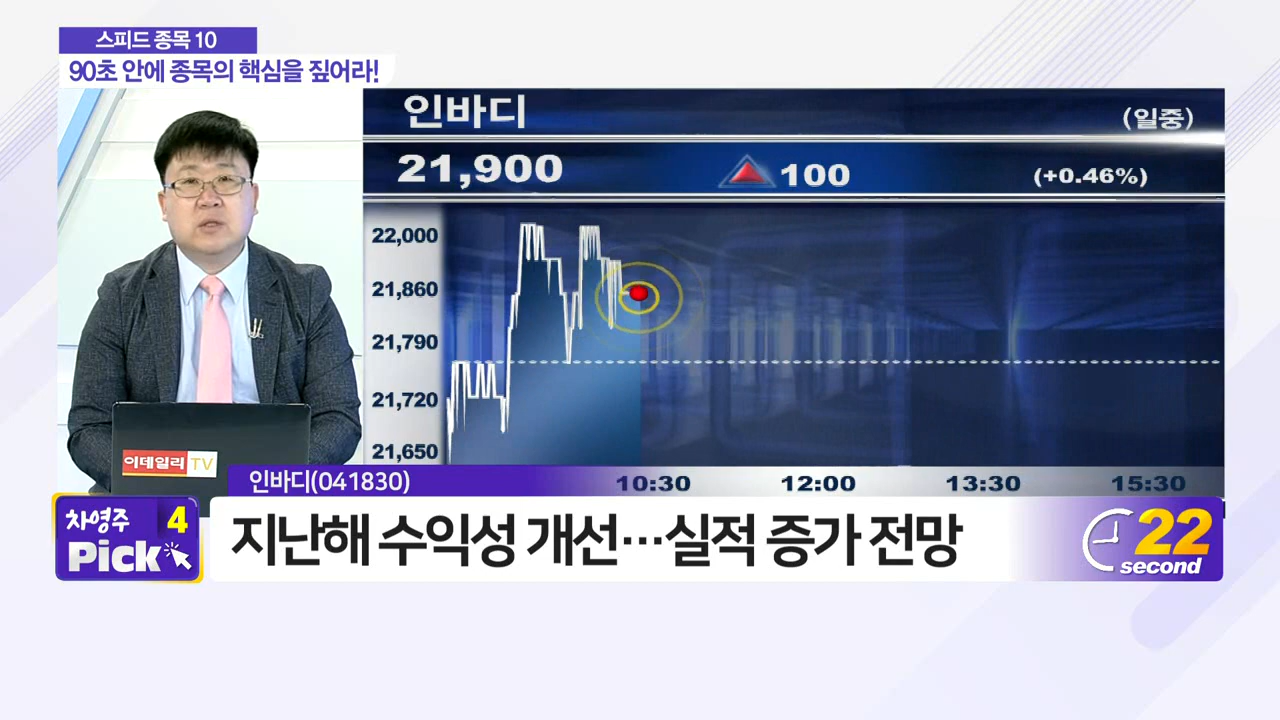 스피드 종목 10
90초 안에 종목의 핵심을 짚어라!
인바디
(일중)
21,900 100 (+0.46%)
22,000
21,860
21,790
21,720
21,650
이데일리 TV
인바디(041830)
10:30 12:00 13:30 15:30
차영주 4
Pick
지난해 수익성 개선…실적 증가 전망
22
second